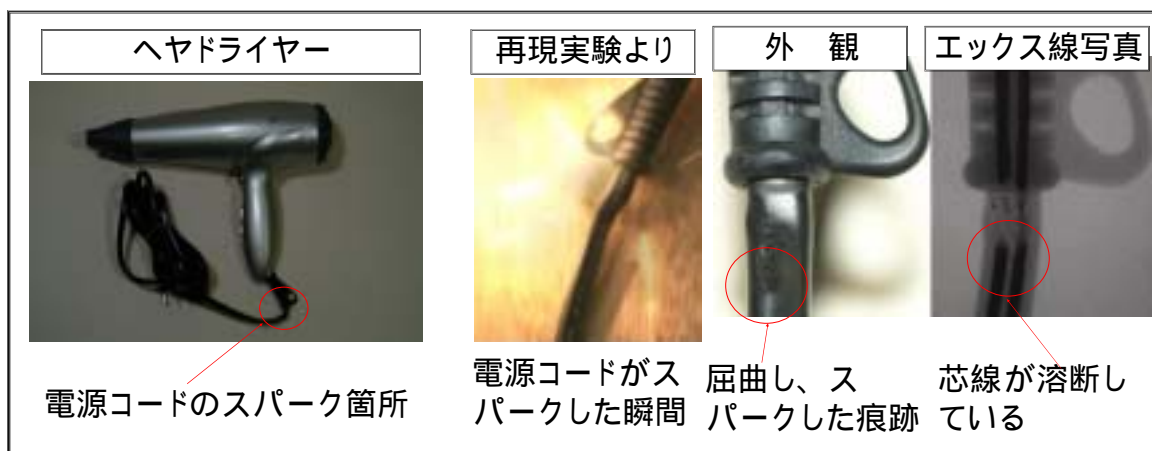 ヘヤドライヤー
再現実験より
外 観
エックス線写真
電源コードのスパーク箇所
電源コードがス
パークした瞬間
屈曲し、ス
パークした痕跡
芯線が溶断し
ている